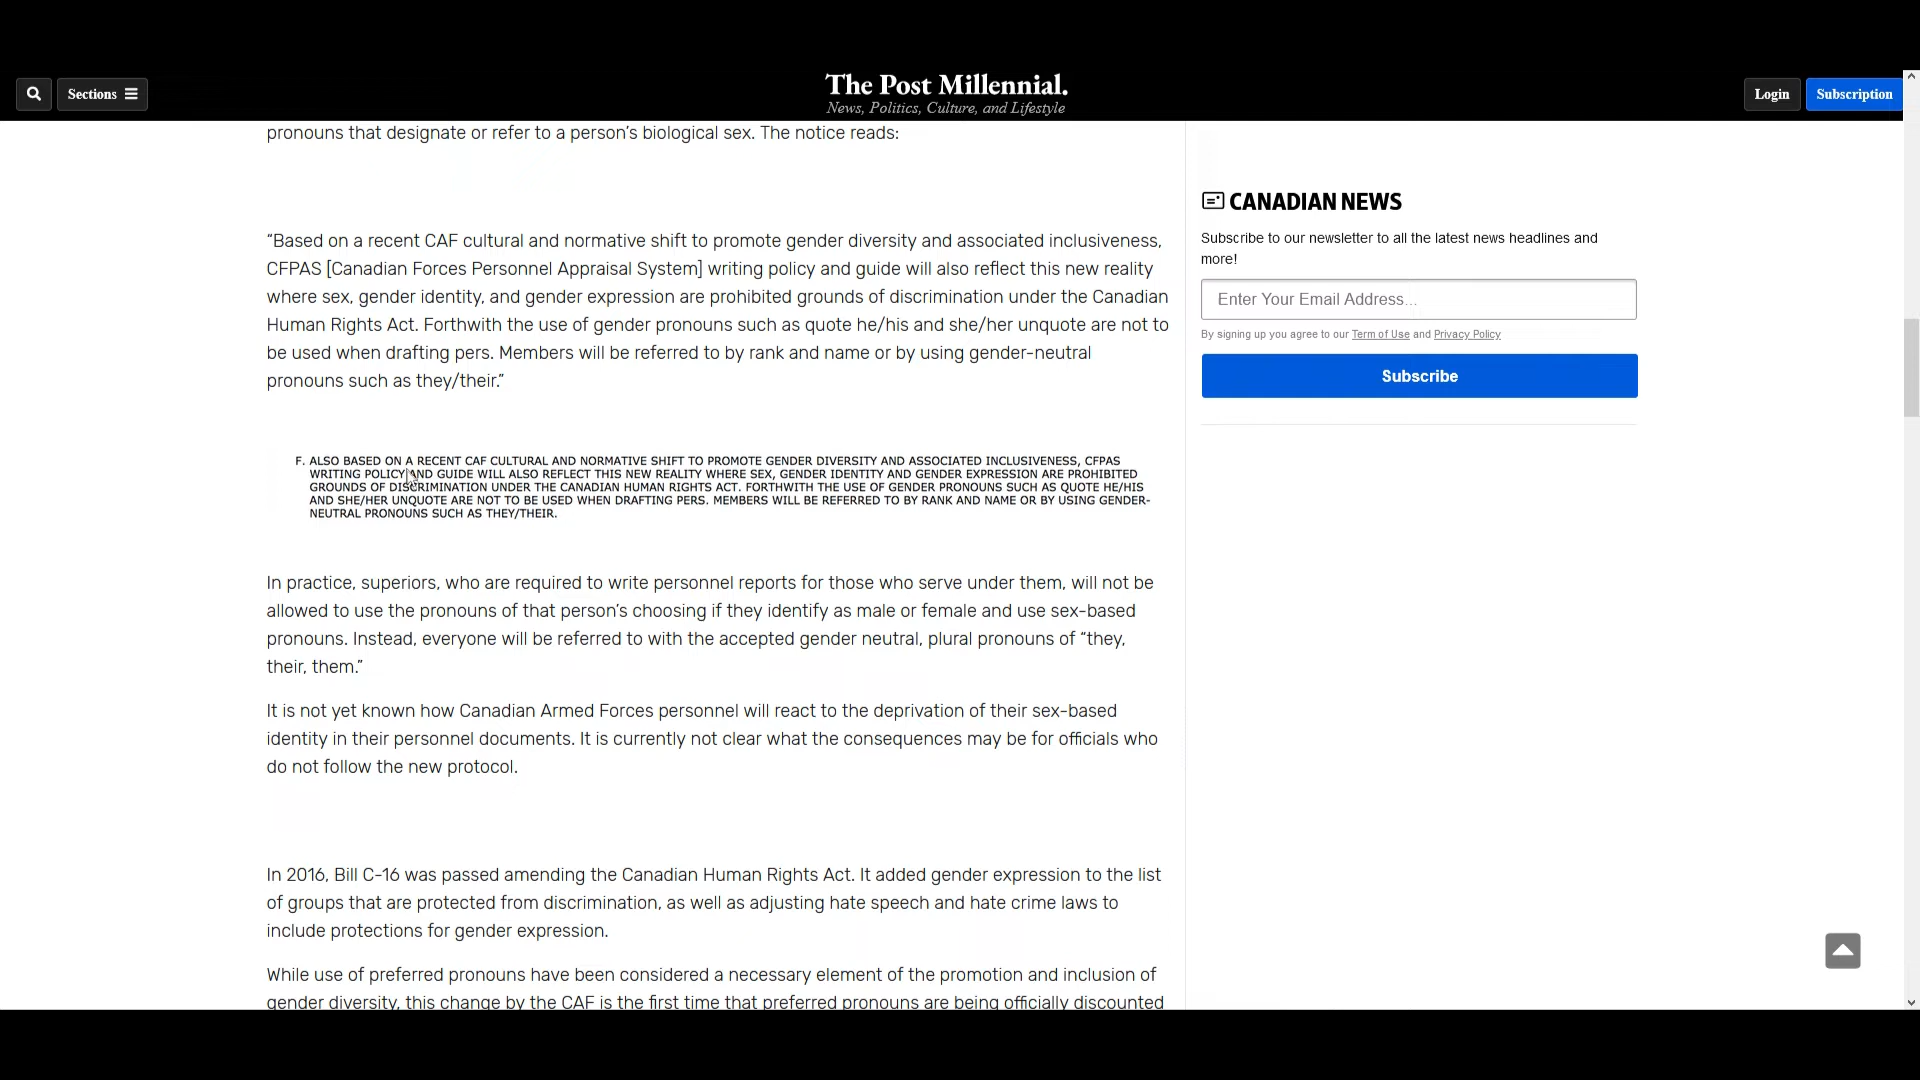 Sections
The Post Millennial.
News, Politics, Culture, and Lifestyle
Login
Subscription
pronouns that designate or refer to a person's biological sex. The notice reads:
“Based on a recent CAF cultural and normative shift to promote gender diversity and associated inclusiveness,
CFPAS [Canadian Forces Personnel Appraisal System] writing policy and guide will also reflect this new reality
where sex, gender identity, and gender expression are prohibited grounds of discrimination under the Canadian
Human Rights Act. Forthwith the use of gender pronouns such as quote he/his and she/her unquote are not to
be used when drafting pers. Members will be referred to by rank and name or by using gender-neutral
pronouns such as they/their.”
F. ALSO BASED ON A RECENT CAF CULTURAL AND NORMATIVE SHIFT TO PROMOTE GENDER DIVERSITY AND ASSOCIATED INCLUSIVENESS, CFPAS
WRITING POLICY AND GUIDE WILL ALSO REFLECT THIS NEW REALITY WHERE SEX, GENDER IDENTITY AND GENDER EXPRESSION ARE PROHIBITED
GROUNDS OF DISCRIMINATION UNDER THE CANADIAN HUMAN RIGHTS ACT. FORTHWITH THE USE OF GENDER PRONOUNS SUCH AS QUOTE HE/HIS
AND SHE/HER UNQUOTE ARE NOT TO BE USED WHEN DRAFTING PERS. MEMBERS WILL BE REFERRED TO BY RANK AND NAME OR BY USING GENDER-
NEUTRAL PRONOUNS SUCH AS THEY/THEIR.
In practice, superiors, who are required to write personnel reports for those who serve under them, will not be
allowed to use the pronouns of that person's choosing if they identify as male or female and use sex-based
pronouns. Instead, everyone will be referred to with the accepted gender neutral, plural pronouns of “they,
their, them.”
It is not yet known how Canadian Armed Forces personnel will react to the deprivation of their sex-based
identity in their personnel documents. It is currently not clear what the consequences may be for officials who
do not follow the new protocol.
In 2016, Bill C-16 was passed amending the Canadian Human Rights Act. It added gender expression to the list
of groups that are protected from discrimination, as well as adjusting hate speech and hate crime laws to
include protections for gender expression.
While use of preferred pronouns have been considered a necessary element of the promotion and inclusion of
gender diversity, this change by the CAF is the first time that preferred pronouns are being officially discounted
CANADIAN NEWS
Subscribe to our newsletter to all the latest news headlines and
more!
Enter Your Email Address...
By signing up you agree to our Term of Use and Privacy Policy
Subscribe